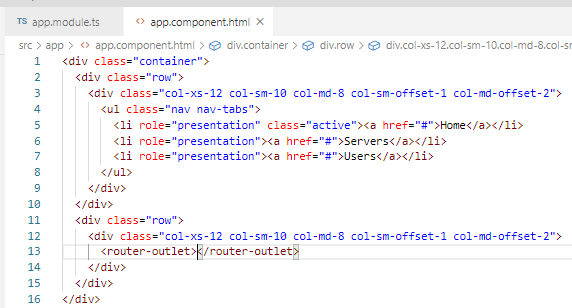 TS app.module.ts
<> app.component.html ×
src > app > <> app.component.html > div.container > div.row > div.col-xs-12.col-sm-10.col-md-8.col-sm
1 <div class="container">
2   <div class="row">
3     <div class="col-xs-12 col-sm-10 col-md-8 col-sm-offset-1 col-md-offset-2">
4       <ul class="nav nav-tabs">
5         <li role="presentation" class="active"><a href="#">Home</a></li>
6         <li role="presentation"><a href="#">Servers</a></li>
7         <li role="presentation"><a href="#">Users</a></li>
8       </ul>
9     </div>
10   </div>
11   <div class="row">
12     <div class="col-xs-12 col-sm-10 col-md-8 col-sm-offset-1 col-md-offset-2">
13       <router-outlet></router-outlet>
14     </div>
15   </div>
16 </div>